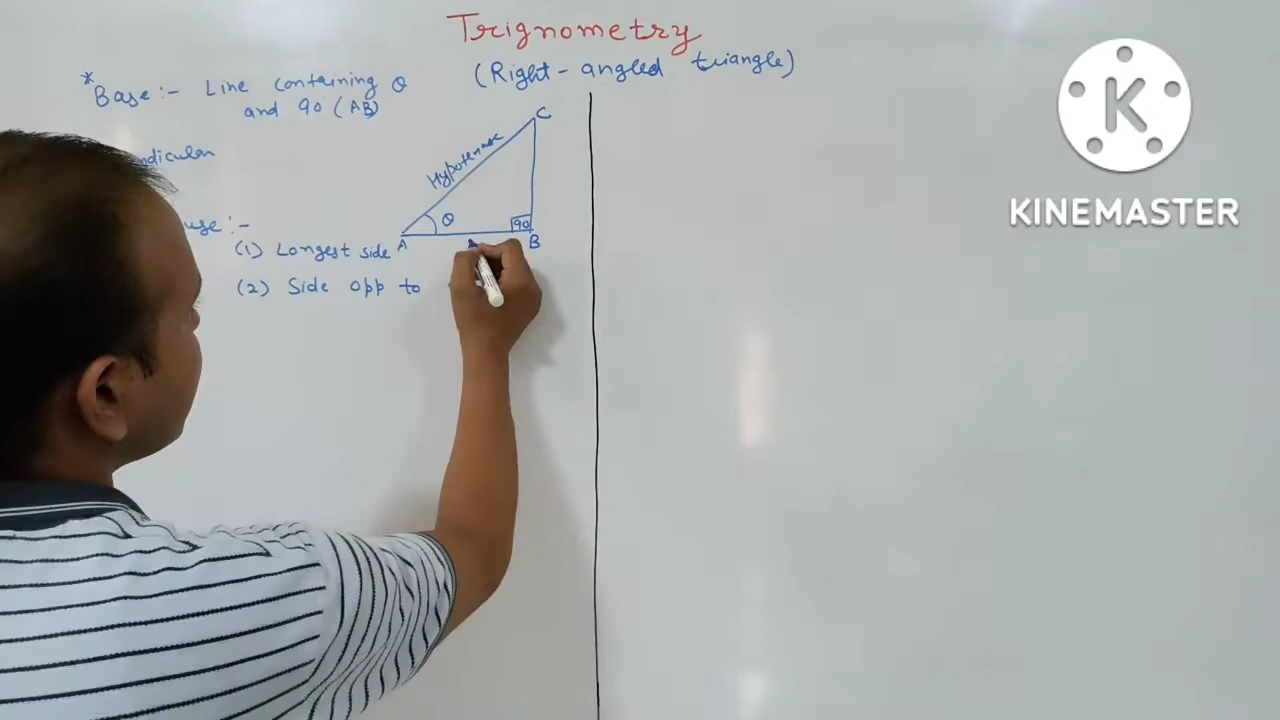 Trignometry
(Right-angled triangle)
* Base:- Line containing θ
and 90 (AB)
Hypotenuse
C
θ
90
A
B
(1) Longest side
(2) Side opp to
K
KINEMASTER